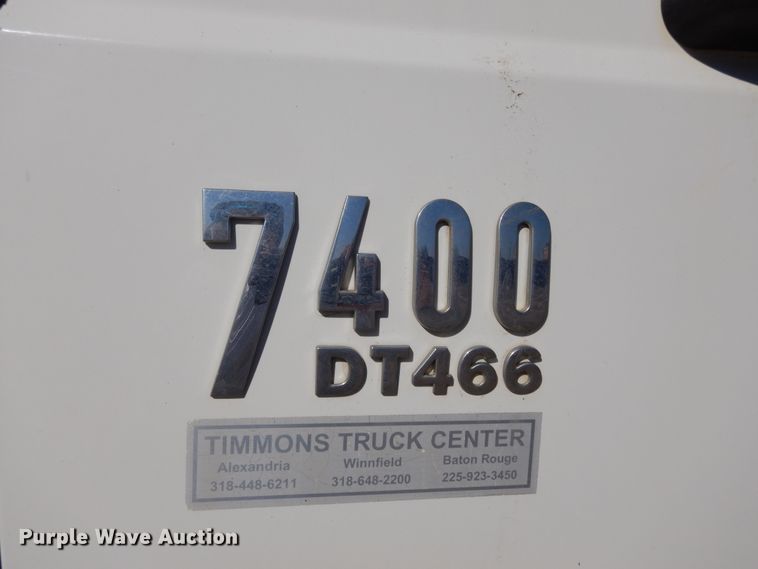 7400
DT466
TIMMONS TRUCK CENTER
Alexandria Winnfield Baton Rouge
318-448-6211 318-648-2200 225-923-3450
Purple Wave Auction